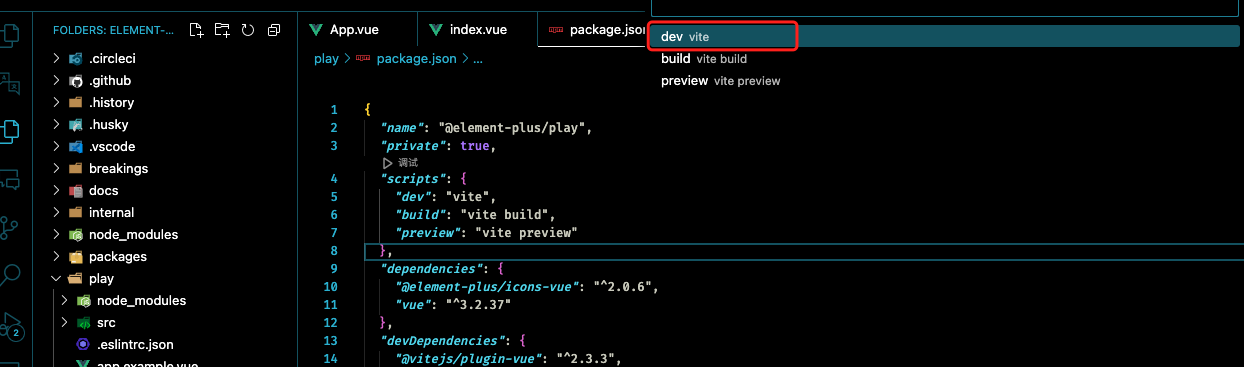 FOLDERS: ELEMENT-...
.circleci
.github
.history
.husky
.vscode
breakings
docs
internal
node_modules
packages
play
node_modules
src
.eslintrc.json
app.example.vue
2
App.vue
index.vue
package.json
play > package.json > ...
dev vite
build vite build
preview vite preview
1 {
2 "name": "@element-plus/play",
3 "private": true,
调试
4 "scripts": {
5 "dev": "vite",
6 "build": "vite build",
7 "preview": "vite preview"
8 },
9 "dependencies": {
10 "@element-plus/icons-vue": "^2.0.6",
11 "vue": "^3.2.37"
12 },
13 "devDependencies": {
14 "@vitejs/plugin-vue": "^2.3.3",